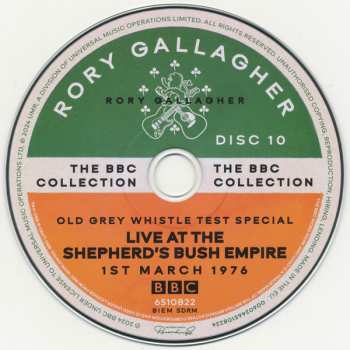 RORY GALLAGHER
RORY GALLAGHER
DISC 10
THE BBC COLLECTION
THE BBC COLLECTION
OLD GREY WHISTLE TEST SPECIAL
LIVE AT THE
SHEPHERD'S BUSH EMPIRE
1ST MARCH 1976
BBC
6510822
BIEM SDRM
℗ 2024 UMR, A DIVISION OF UNIVERSAL MUSIC OPERATIONS LIMITED. ALL RIGHTS RESERVED. UNAUTHORISED COPYING, REPRODUCTION, HIRING, LENDING, MADE IN THE EU.
© 2024 BBC UNDER LICENCE TO UNIVERSAL MUSIC OPERATIONS LTD.